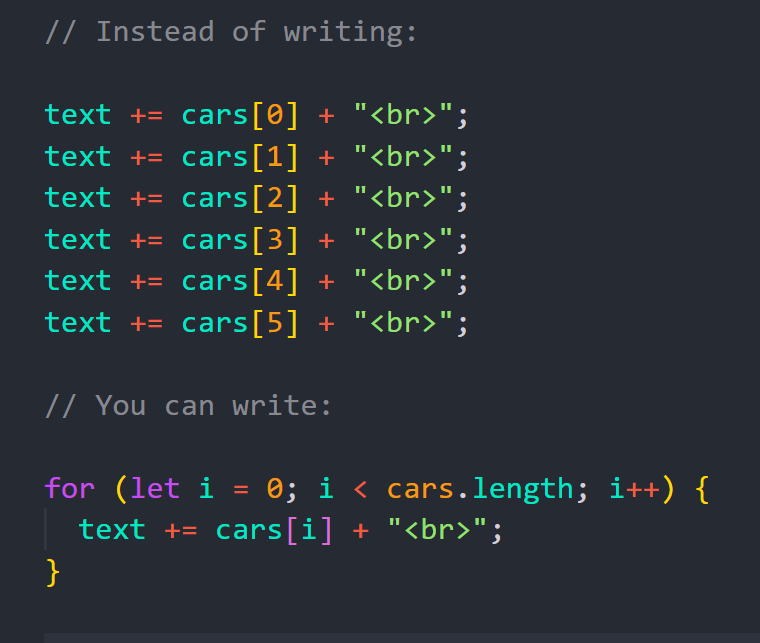 // Instead of writing:
text += cars[0] + "<br>";
text += cars[1] + "<br>";
text += cars[2] + "<br>";
text += cars[3] + "<br>";
text += cars[4] + "<br>";
text += cars[5] + "<br>";
// You can write:
for (let i = 0; i < cars.length; i++) {
  text += cars[i] + "<br>";
}